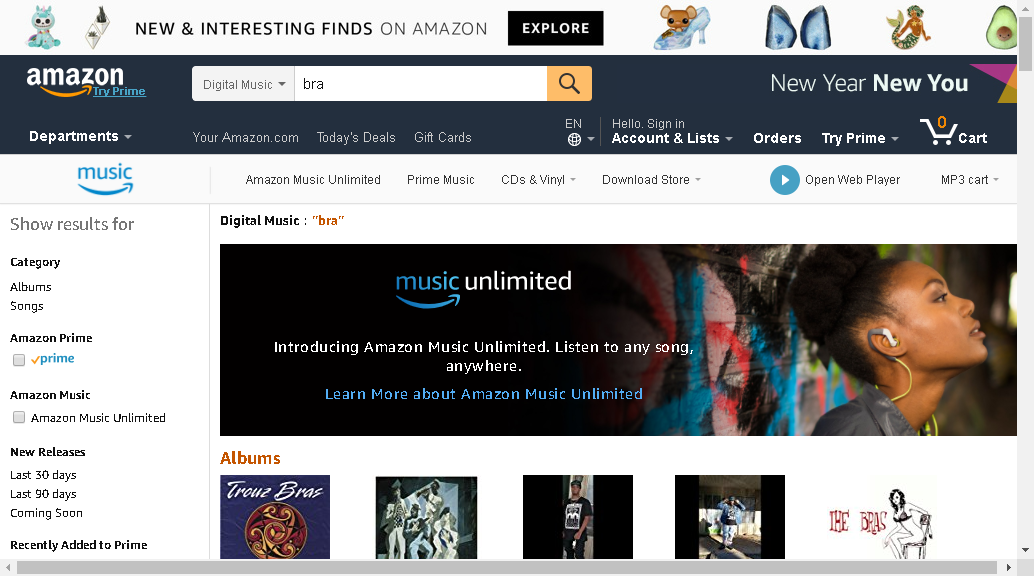 NEW & INTERESTING FINDS ON AMAZON EXPLORE
amazon
Try Prime
Digital Music
bra
New Year New You
Departments
Your Amazon.com Today's Deals Gift Cards
EN
Hello. Sign in
Account & Lists
Orders
Try Prime
0
Cart
music
Amazon Music Unlimited Prime Music CDs & Vinyl Download Store Open Web Player MP3 cart
Show results for
Category
Albums
Songs
Amazon Prime
prime
Amazon Music
Amazon Music Unlimited
New Releases
Last 30 days
Last 90 days
Coming Soon
Recently Added to Prime
Digital Music : "bra"
music unlimited
Introducing Amazon Music Unlimited. Listen to any song,
anywhere.
Learn More about Amazon Music Unlimited
Albums
Trouz Bras
THE BRAS